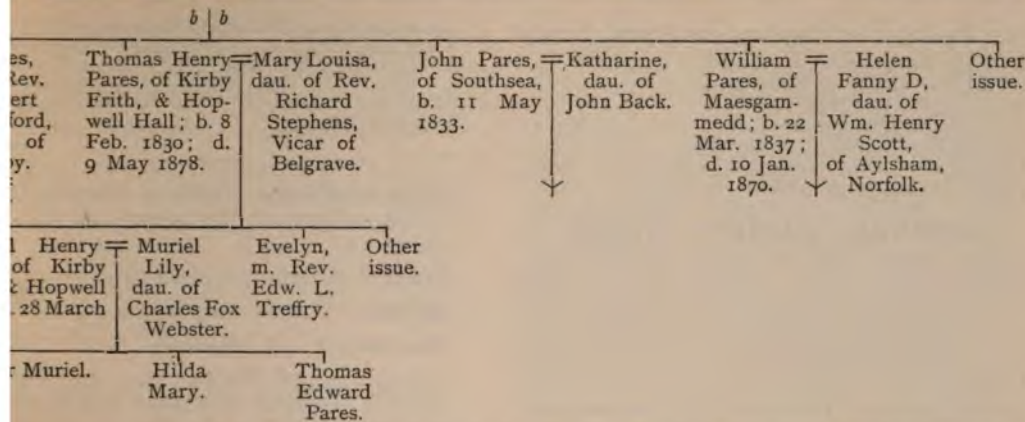 b b
es,
Rev.
ert
ford,
of
y.
Thomas Henry
Pares, of Kirby
Frith, & Hop-
well Hall; b. 8
Feb. 1830; d.
9 May 1878.
Mary Louisa,
dau. of Rev.
Richard
Stephens,
Vicar of
Belgrave.
John Pares,
of Southsea,
b. 11 May
1833.
Katharine,
dau. of
John Back.
William
Pares, of
Maesgam-
medd; b. 22
Mar. 1837;
d. 10 Jan.
1870.
Helen
Fanny D,
dau. of
Wm. Henry
Scott,
of Aylsham,
Norfolk.
Other
issue.
l Henry
of Kirby
& Hopwell
. 28 March
Muriel
Lily,
dau. of
Charles Fox
Webster.
Evelyn,
m. Rev.
Edw. L.
Treffry.
Other
issue.
r Muriel.
Hilda
Mary.
Thomas
Edward
Pares.